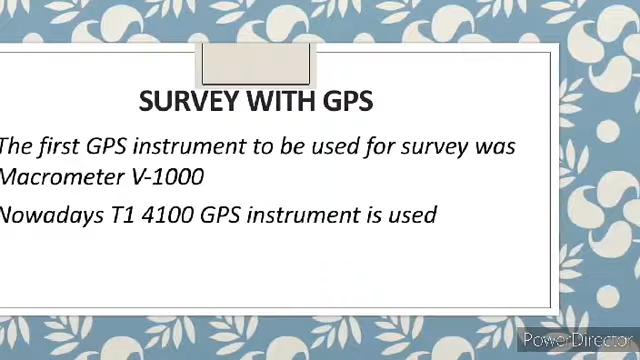 SURVEY WITH GPS
The first GPS instrument to be used for survey was
Macrometer V-1000
Nowadays T1 4100 GPS instrument is used
PowerDirector